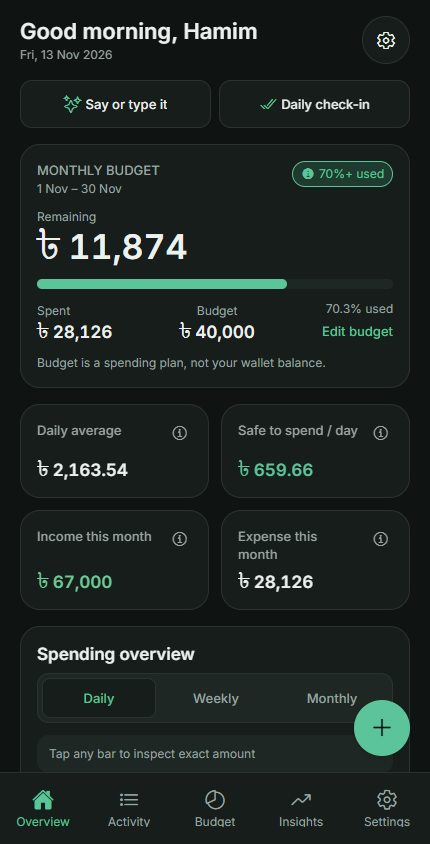 Good morning, Hamim
Fri, 13 Nov 2026
Say or type it
Daily check-in
MONTHLY BUDGET
70%+ used
1 Nov – 30 Nov
Remaining
৳ 11,874
Spent
Budget
70.3% used
৳ 28,126
৳ 40,000
Edit budget
Budget is a spending plan, not your wallet balance.
Daily average
৳ 2,163.54
Safe to spend / day
৳ 659.66
Income this month
৳ 67,000
Expense this
month
৳ 28,126
Spending overview
Daily
Weekly
Monthly
Tap any bar to inspect exact amount
Overview
Activity
Budget
Insights
Settings